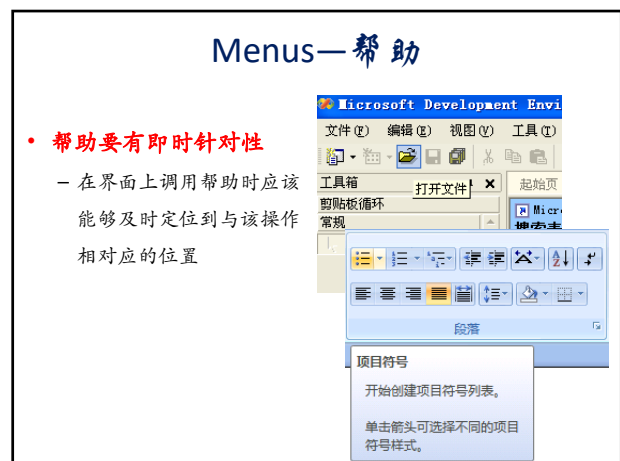 Menus—帮助
• 帮助要有即时针对性
– 在界面上调用帮助时应该
能够及时定位到与该操作
相对应的位置
Microsoft Development Envi
文件(F) 编辑(E) 视图(V) 工具(T)
工具箱
打开文件
起始页
剪贴板循环
常规
Micr
段落
项目符号
开始创建项目符号列表。
单击箭头可选择不同的项目
符号样式。